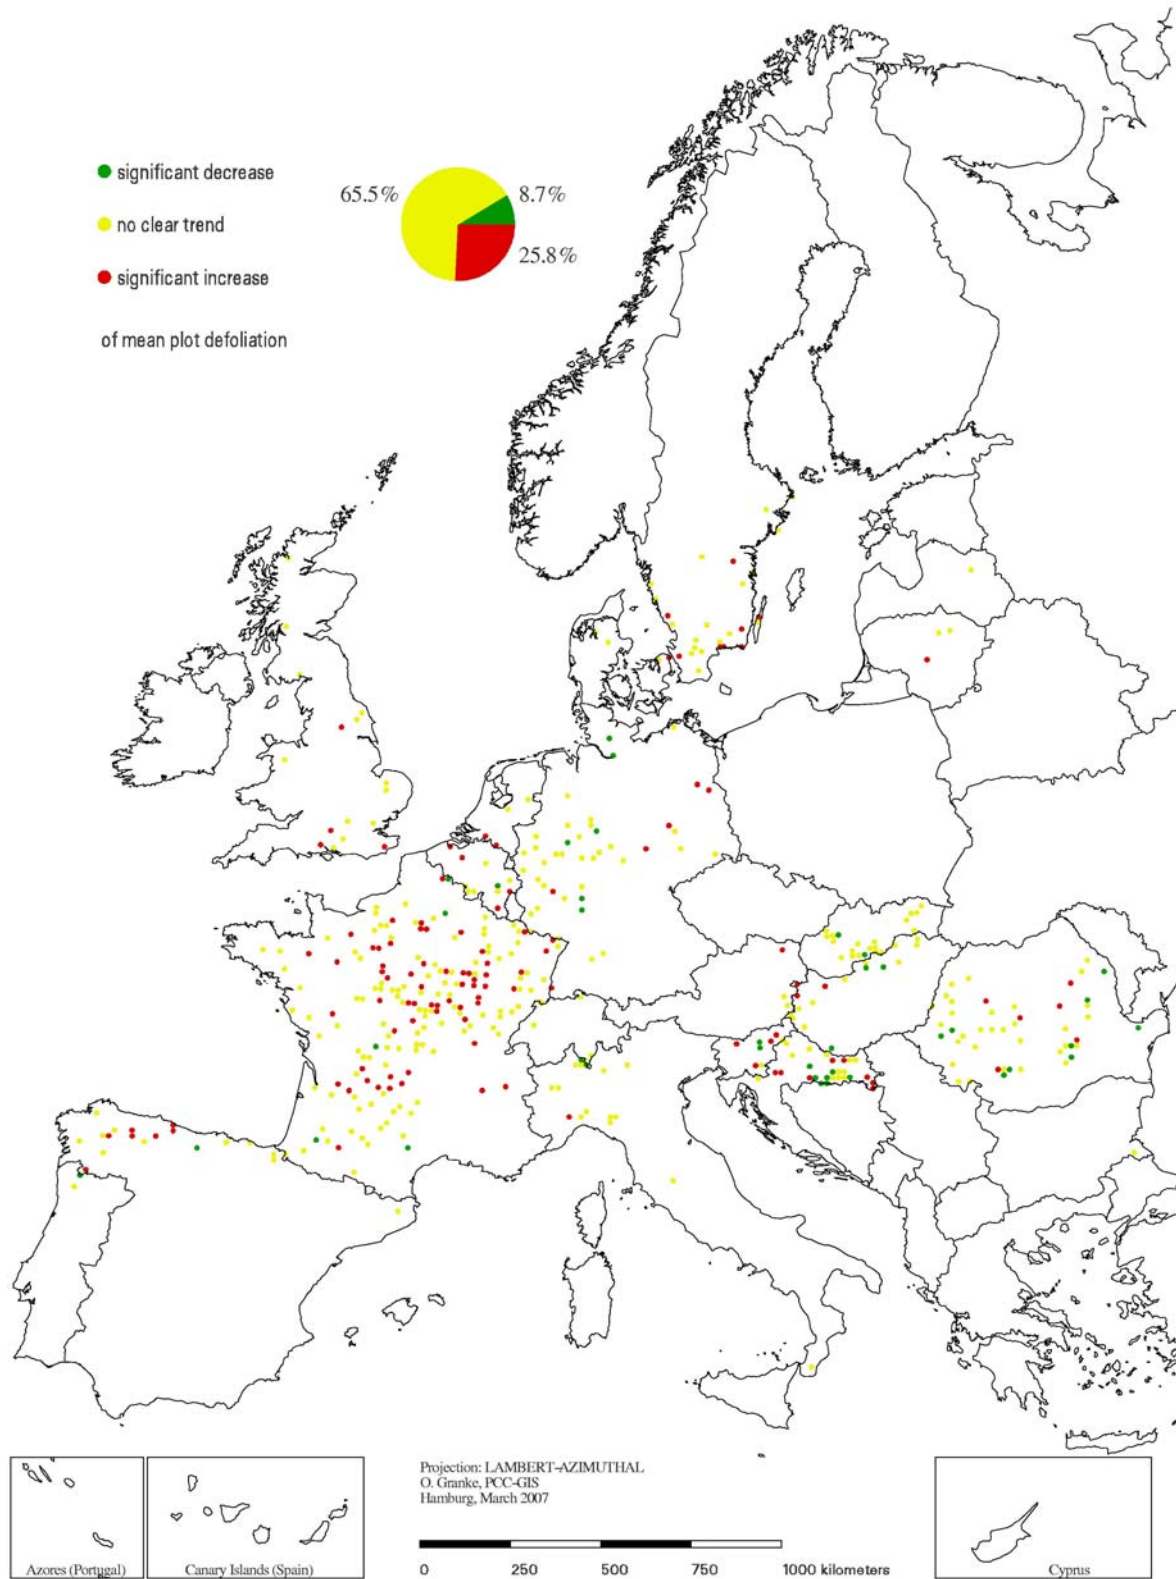 significant decrease
no clear trend
significant increase
of mean plot defoliation
65.5%
8.7%
25.8%
Projection: LAMBERT-AZIMUTHAL
O. Granke, PCC-GIS
Hamburg, March 2007
0 250 500 750 1000 kilometers
Azores (Portugal)
Canary Islands (Spain)
Cyprus